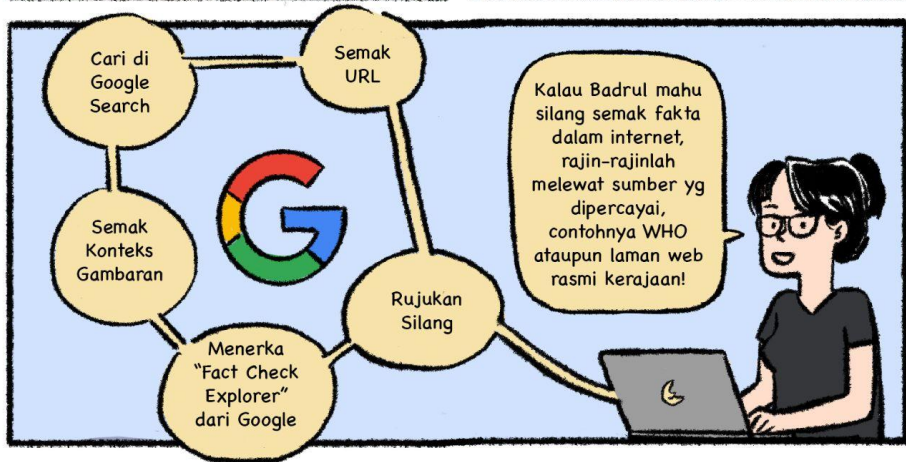 Cari di
Google
Search
Semak
URL
Semak
Konteks
Gambaran
Menerka
“Fact Check
Explorer”
dari Google
Rujukan
Silang
Kalau Badrul mahu
silang semak fakta
dalam internet,
rajin-rajinlah
melewat sumber yg
dipercayai,
contohnya WHO
ataupun laman web
rasmi kerajaan!